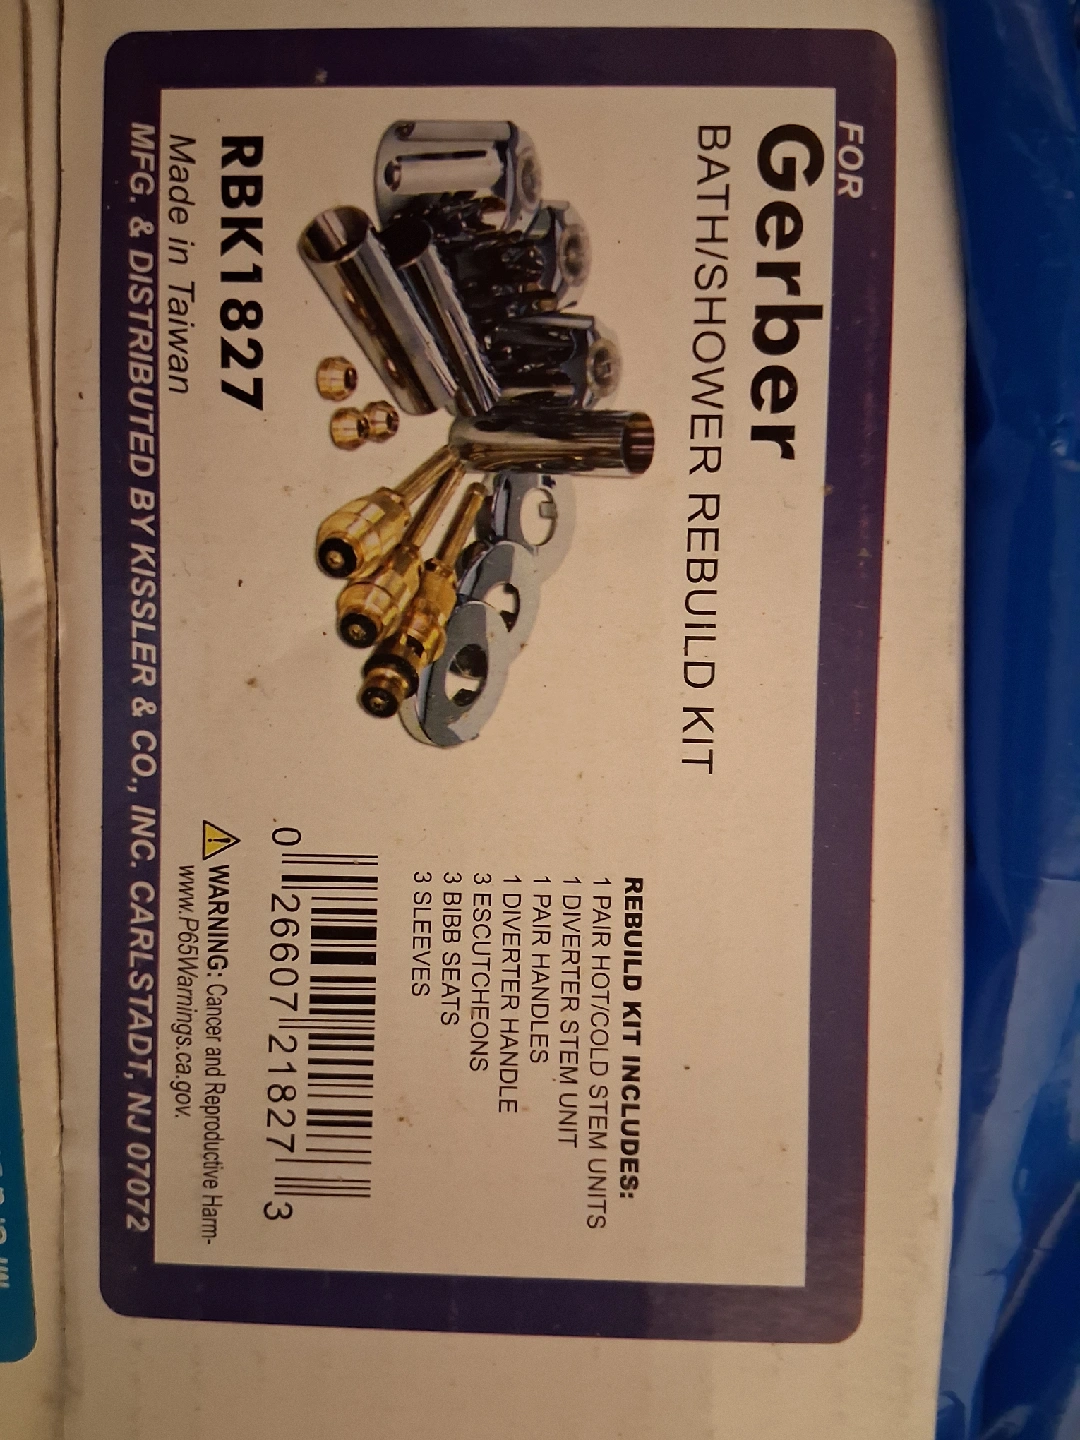 FOR
Gerber
BATH/SHOWER REBUILD KIT
REBUILD KIT INCLUDES:
1 PAIR HOT/COLD STEM UNITS
1 DIVERTER STEM UNIT
1 PAIR HANDLES
1 DIVERTER HANDLE
3 ESCUTCHEONS
3 BIBB SEATS
3 SLEEVES
0 26607 21827 3
RBK1827
Made in Taiwan
WARNING: Cancer and Reproductive Harm-
www.P65Warnings.ca.gov.
MFG. & DISTRIBUTED BY KISSLER & CO., INC. CARLSTADT, NJ 07072